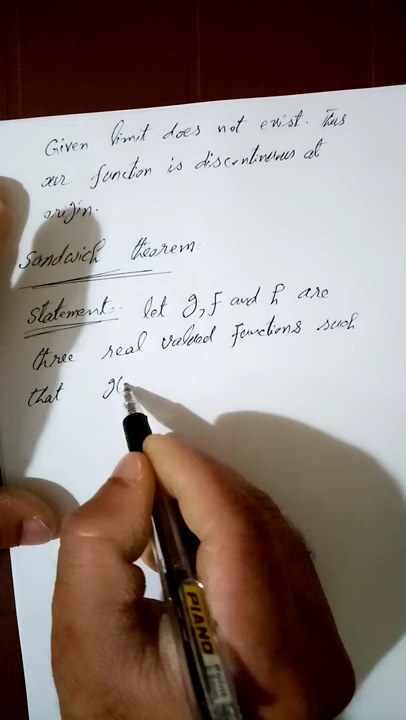 Given limit does not exist. Thus
our function is discontinuous at
origin.
Sandwich theorem
Statement: let g, f and h are
three real valued functions such
that g(
PIANO